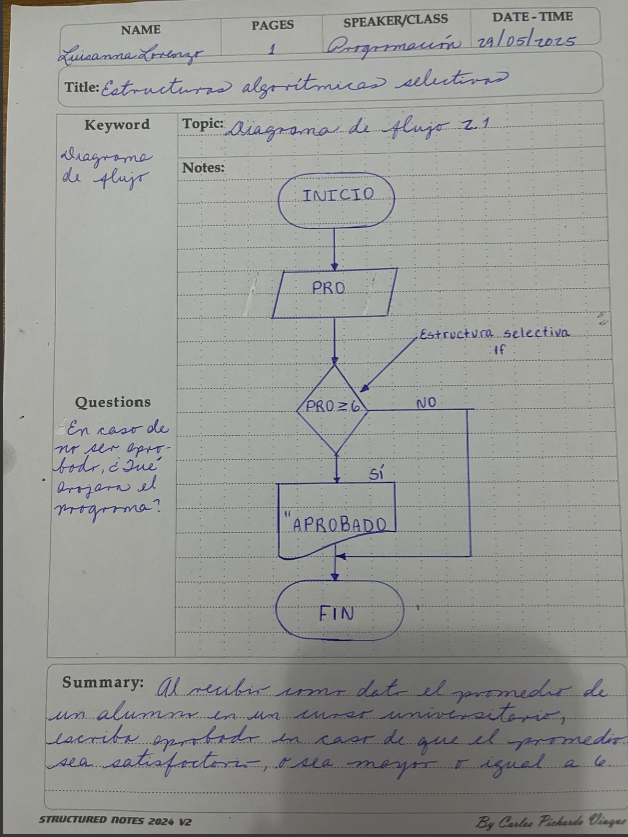 NAME PAGES SPEAKER/CLASS DATE - TIME
Luisanna Lorenzo 1 Programación 29/05/2025
Title: Estructuras algorítmicas selectivas
Keyword
Topic: Diagrama de flujo 2.1
Diagrama
de flujo
Notes:
INICIO
PRO
Estructura selectiva
If
PRO ≥ 6
NO
SÍ
"APROBADO
FIN
Questions
En caso de
no ser apro-
bado, ¿Qué
arojara el
programa?
Summary: Al recibir como dato el promedio de
un alumno en un curso universitario,
escriba aprobado en caso de que el promedio
sea satisfactorio, o sea mayor o igual a 6.
STRUCTURED NOTES 2024 V2
By Carlos Pichardo Viuque